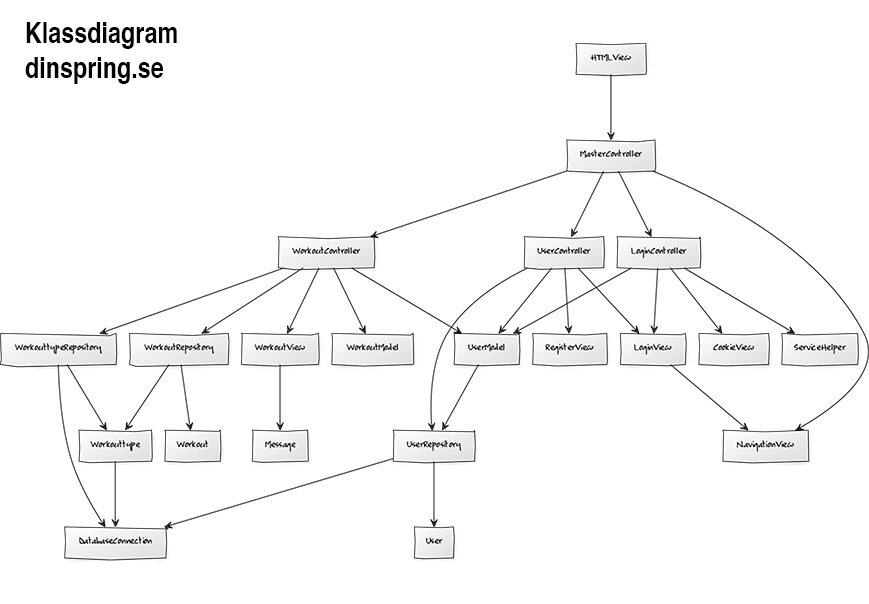 Klassdiagram
dinspring.se
HTMLView
MasterController
WorkoutController
UserController
LoginController
WorkouttypeRepository
WorkoutRepository
WorkoutView
WorkoutModel
UserModel
RegisterView
LoginView
CookieView
ServiceHelper
Workouttype
Workout
Message
UserRepository
NavigationView
DatabaseConnection
User